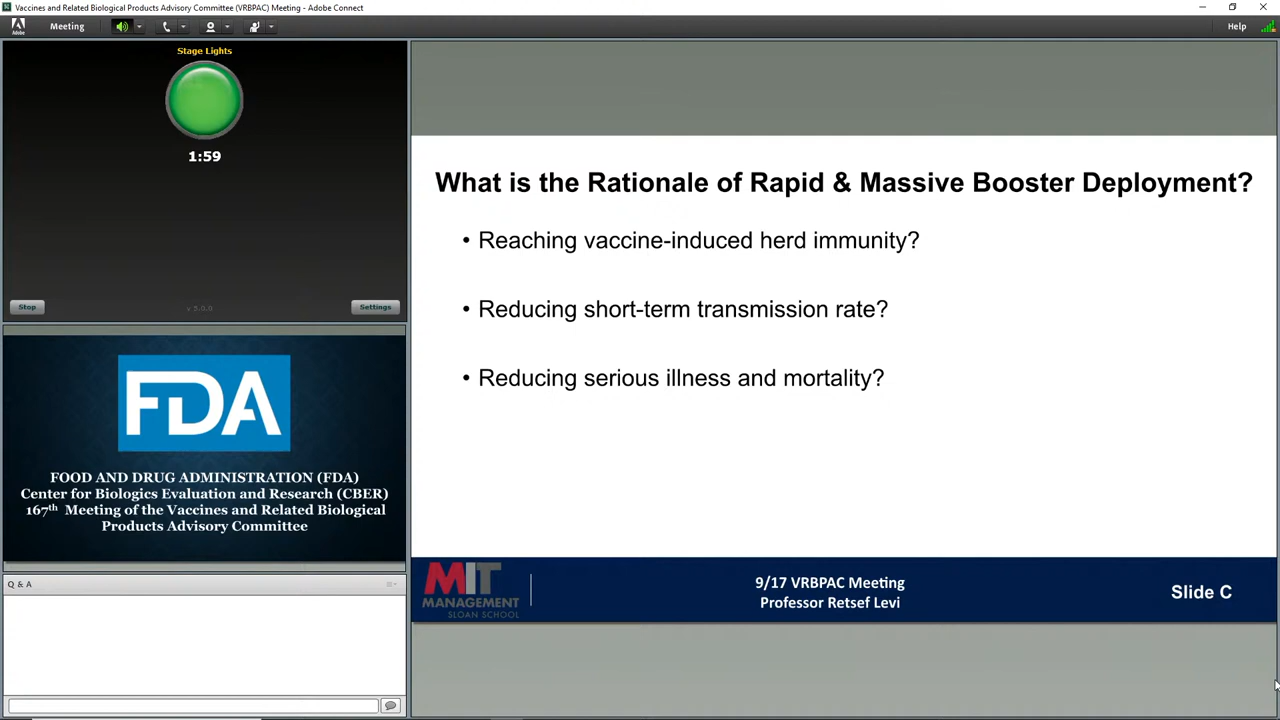 Vaccines and Related Biological Products Advisory Committee (VRBPAC) Meeting - Adobe Connect
Adobe
Meeting
Help
Stage Lights
1:59
Stop
v 5.0.0
Settings
FDA
FOOD AND DRUG ADMINISTRATION (FDA)
Center for Biologics Evaluation and Research (CBER)
167th Meeting of the Vaccines and Related Biological
Products Advisory Committee
Q & A
What is the Rationale of Rapid & Massive Booster Deployment?
• Reaching vaccine-induced herd immunity?
• Reducing short-term transmission rate?
• Reducing serious illness and mortality?
MIT
MANAGEMENT
SLOAN SCHOOL
9/17 VRBPAC Meeting
Professor Retsef Levi
Slide C